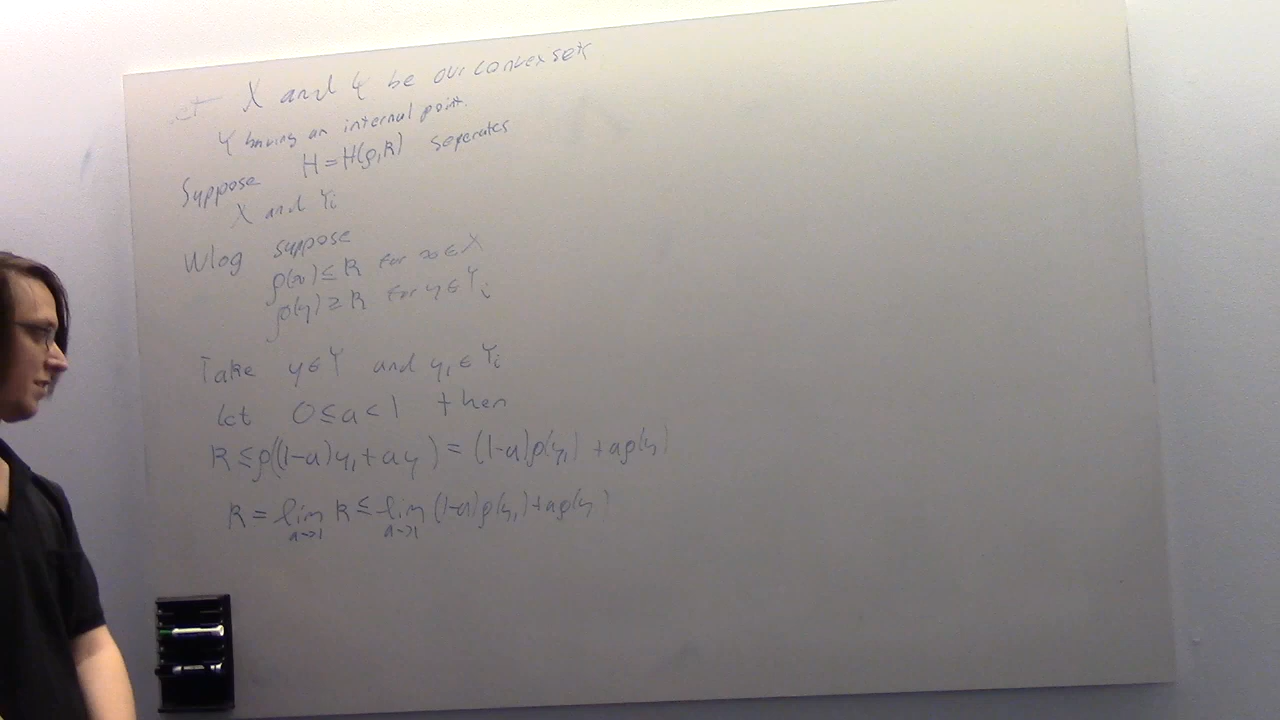 let X and Y be our convex sets
Y having an internal point.
Suppose H = H(ρ,R) seperates
X and Yi
Wlog suppose
ρ(x) ≤ R for x ∈ X
ρ(y) ≥ R for y ∈ Yi
Take y ∈ Y and y₁ ∈ Yi
let 0 ≤ a < 1 then
R ≤ ρ((1-a)y₁ + ay) = (1-a)ρ(y₁) + aρ(y)
R = lim a→1 R ≤ lim a→1 (1-a)ρ(y₁) + aρ(y)